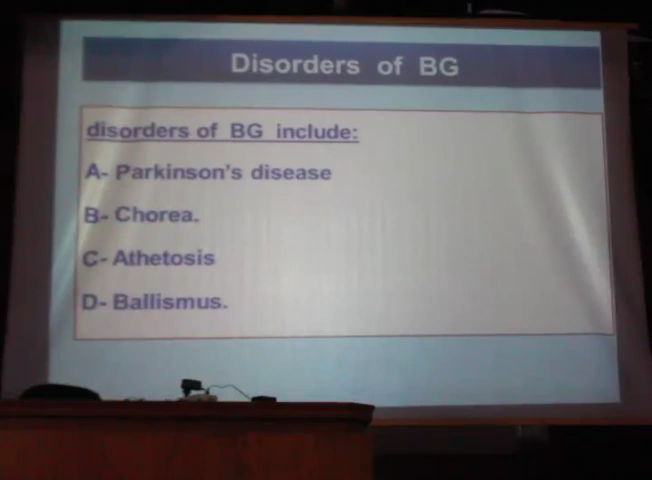 Disorders of BG
disorders of BG include:
A- Parkinson's disease
B- Chorea.
C- Athetosis
D- Ballismus.